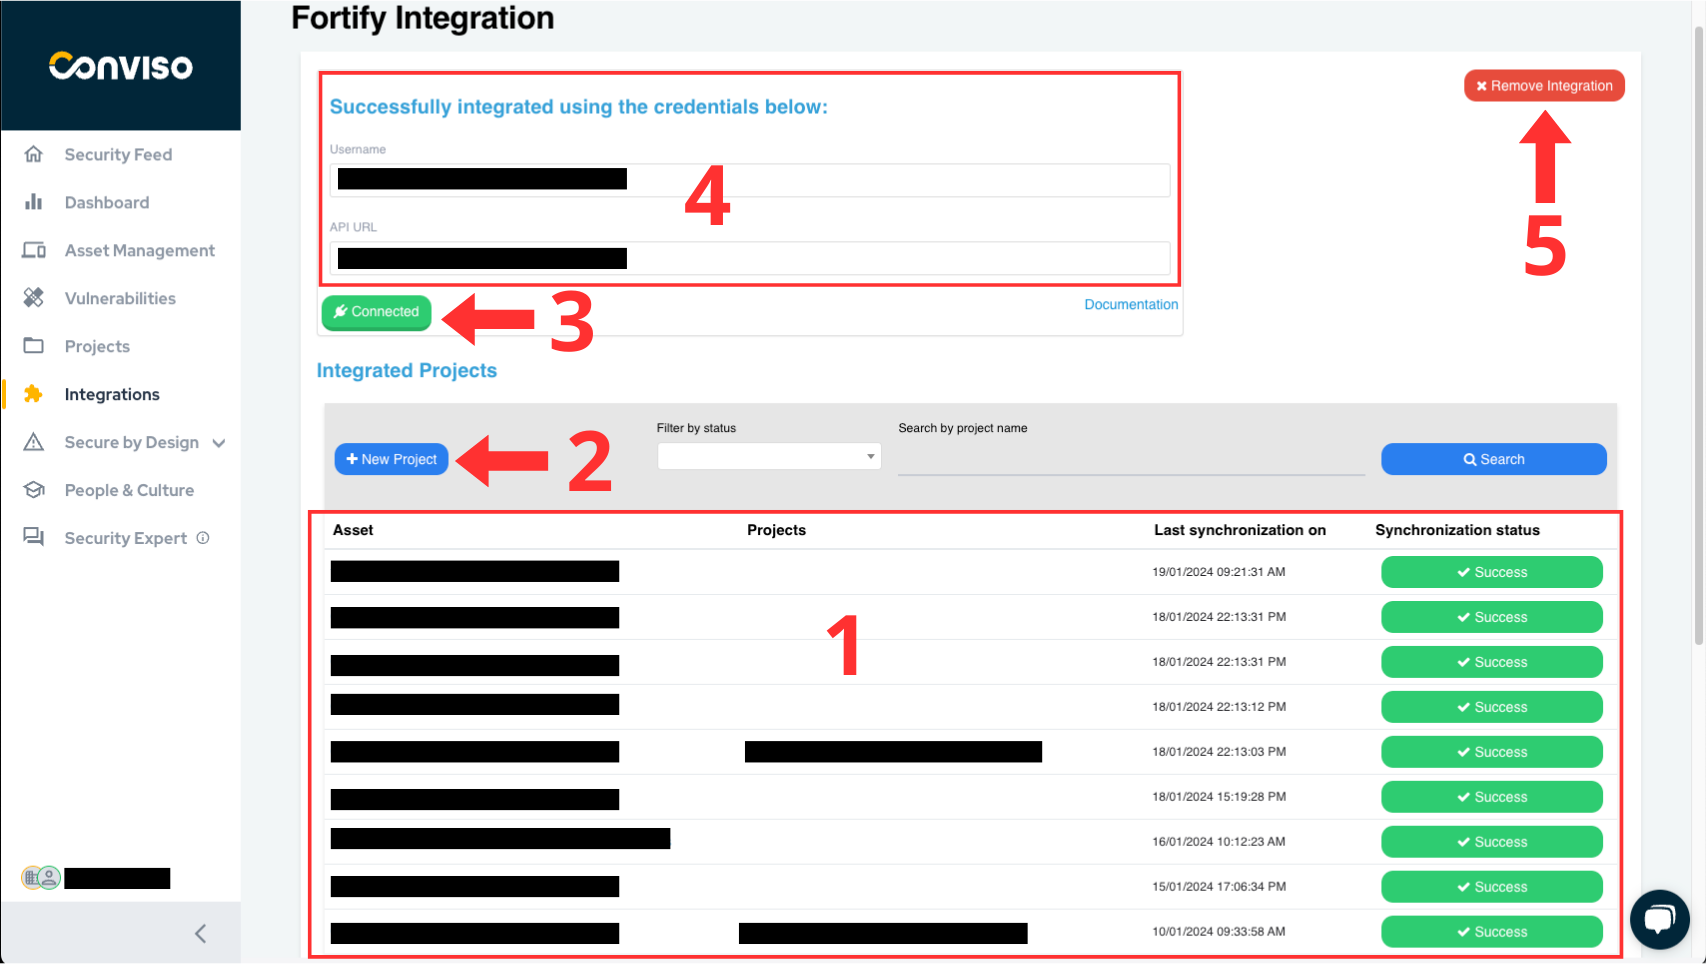 Conviso
Security Feed
Dashboard
Asset Management
Vulnerabilities
Projects
Integrations
Secure by Design
People & Culture
Security Expert
Fortify Integration
Remove Integration
5
Successfully integrated using the credentials below:
Username
4
API URL
Connected
3
Documentation
Integrated Projects
New Project
2
Filter by status
Search by project name
Search
Asset Projects Last synchronization on Synchronization status
1
19/01/2024 09:21:31 AM Success
18/01/2024 22:13:31 PM Success
18/01/2024 22:13:31 PM Success
18/01/2024 22:13:12 PM Success
18/01/2024 22:13:03 PM Success
18/01/2024 15:19:28 PM Success
16/01/2024 10:12:23 AM Success
15/01/2024 17:06:34 PM Success
10/01/2024 09:33:58 AM Success